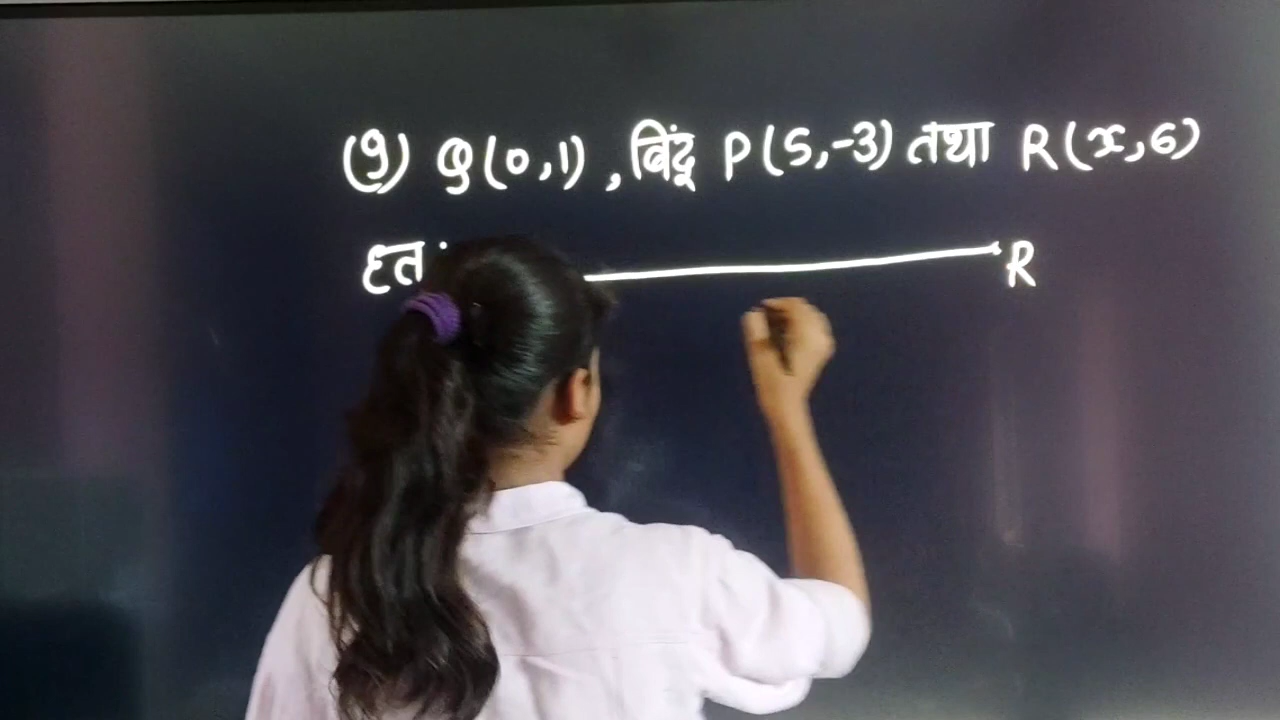 (9) Q(0,1), बिंदू P(5,-3) तथा R(x,6)
R